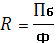 R = Пб
Ф